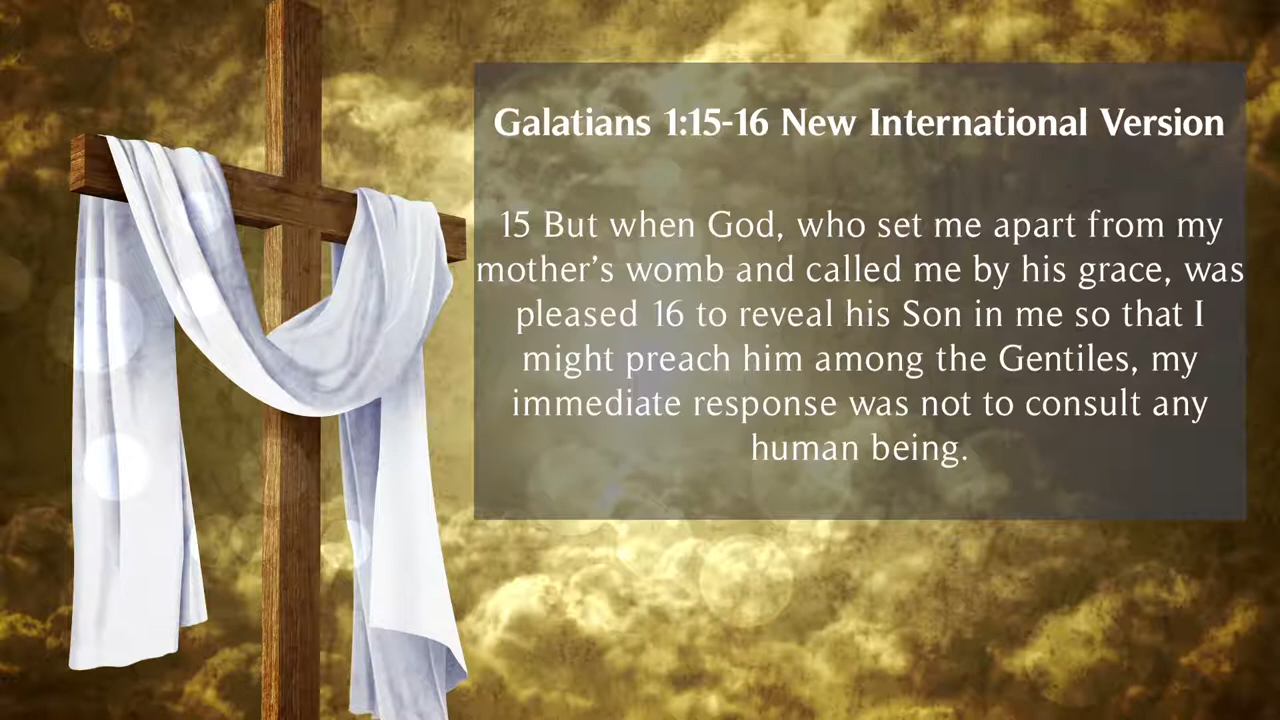 Galatians 1:15-16 New International Version
15 But when God, who set me apart from my
mother’s womb and called me by his grace, was
pleased 16 to reveal his Son in me so that I
might preach him among the Gentiles, my
immediate response was not to consult any
human being.